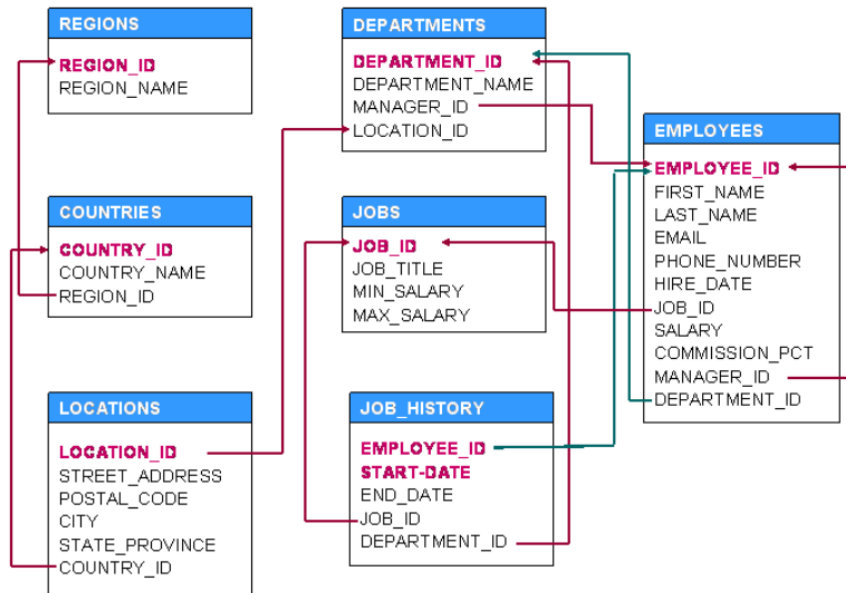 REGIONS
REGION_ID
REGION_NAME
DEPARTMENTS
DEPARTMENT_ID
DEPARTMENT_NAME
MANAGER_ID
LOCATION_ID
EMPLOYEES
EMPLOYEE_ID
FIRST_NAME
LAST_NAME
EMAIL
PHONE_NUMBER
HIRE_DATE
JOB_ID
SALARY
COMMISSION_PCT
MANAGER_ID
DEPARTMENT_ID
COUNTRIES
COUNTRY_ID
COUNTRY_NAME
REGION_ID
JOBS
JOB_ID
JOB_TITLE
MIN_SALARY
MAX_SALARY
LOCATIONS
LOCATION_ID
STREET_ADDRESS
POSTAL_CODE
CITY
STATE_PROVINCE
COUNTRY_ID
JOB_HISTORY
EMPLOYEE_ID
START-DATE
END_DATE
JOB_ID
DEPARTMENT_ID